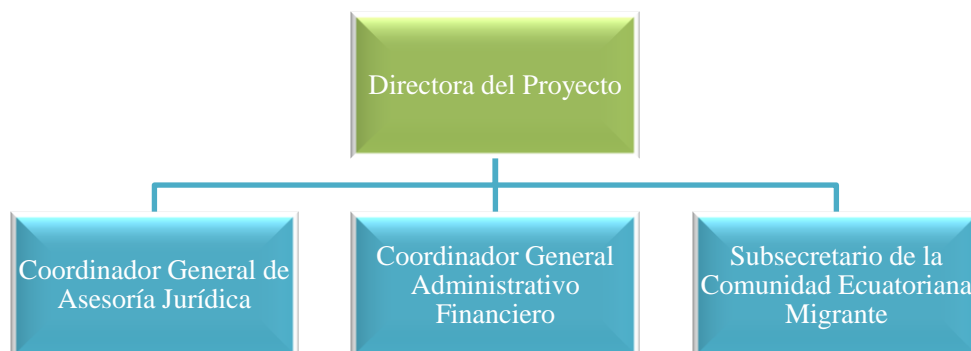 Directora del Proyecto
Coordinador General de
Asesoría Jurídica
Coordinador General
Administrativo
Financiero
Subsecretario de la
Comunidad Ecuatoriana
Migrante